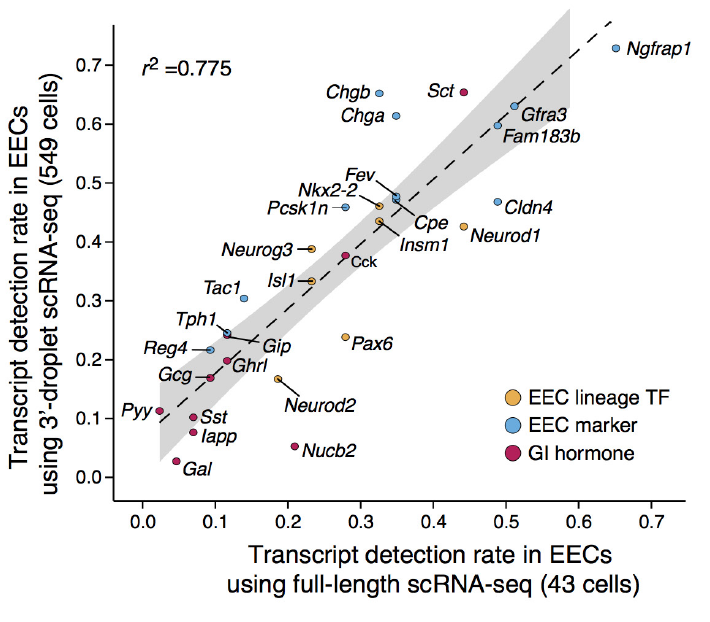 Transcript detection rate in EECs
using 3’-droplet scRNA-seq (549 cells)
r2 =0.775
0.7
0.6
0.5
0.4
0.3
0.2
0.1
0.0
Ngfrap1
Chgb
Sct
Chga
Gfra3
Fam183b
Fev
Nkx2-2
Pcsk1n
Cldn4
Cpe
Neurod1
Insm1
Neurog3
Cck
Isl1
Tac1
Tph1
Reg4
Gip
Pax6
Ghrl
Gcg
Neurod2
Pyy
Sst
Iapp
Nucb2
Gal
EEC lineage TF
EEC marker
GI hormone
0.0 0.1 0.2 0.3 0.4 0.5 0.6 0.7
Transcript detection rate in EECs
using full-length scRNA-seq (43 cells)